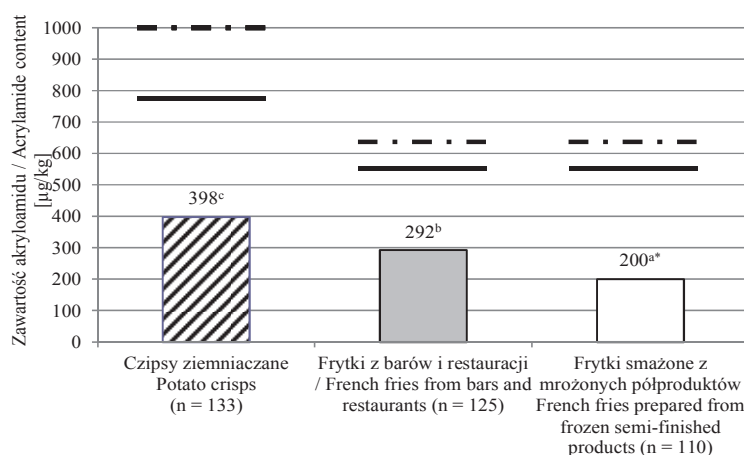 Zawartość akryloamidu / Acrylamide content
[µg/kg]
1000
900
800
700
600
500
400
300
200
100
0
398ᶜ
292ᵇ
200ᵃ*
Czipsy ziemniaczane
Potato crisps
(n = 133)
Frytki z barów i restauracji
/ French fries from bars and
restaurants (n = 125)
Frytki smażone z
mrożonych półproduktów
French fries prepared from
frozen semi-finished
products (n = 110)